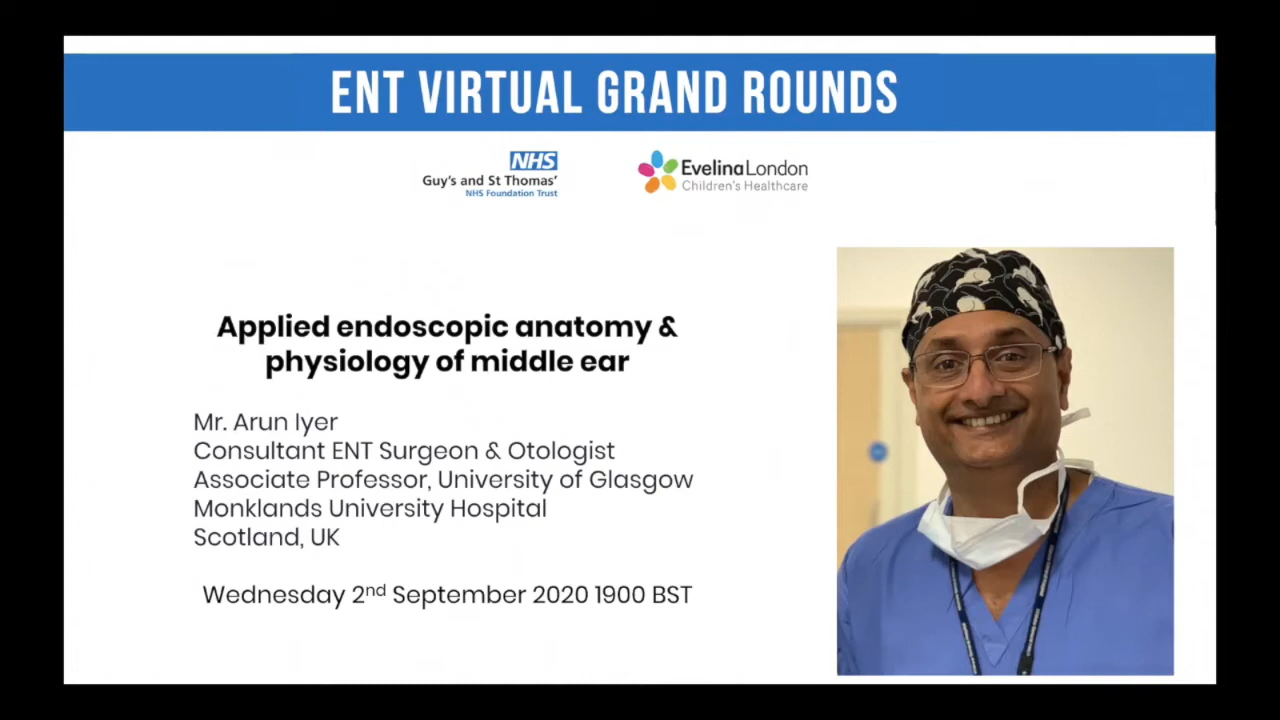 ENT VIRTUAL GRAND ROUNDS
NHS
Guy's and St Thomas'
NHS Foundation Trust
Evelina London
Children's Healthcare
Applied endoscopic anatomy &
physiology of middle ear
Mr. Arun Iyer
Consultant ENT Surgeon & Otologist
Associate Professor, University of Glasgow
Monklands University Hospital
Scotland, UK
Wednesday 2nd September 2020 1900 BST